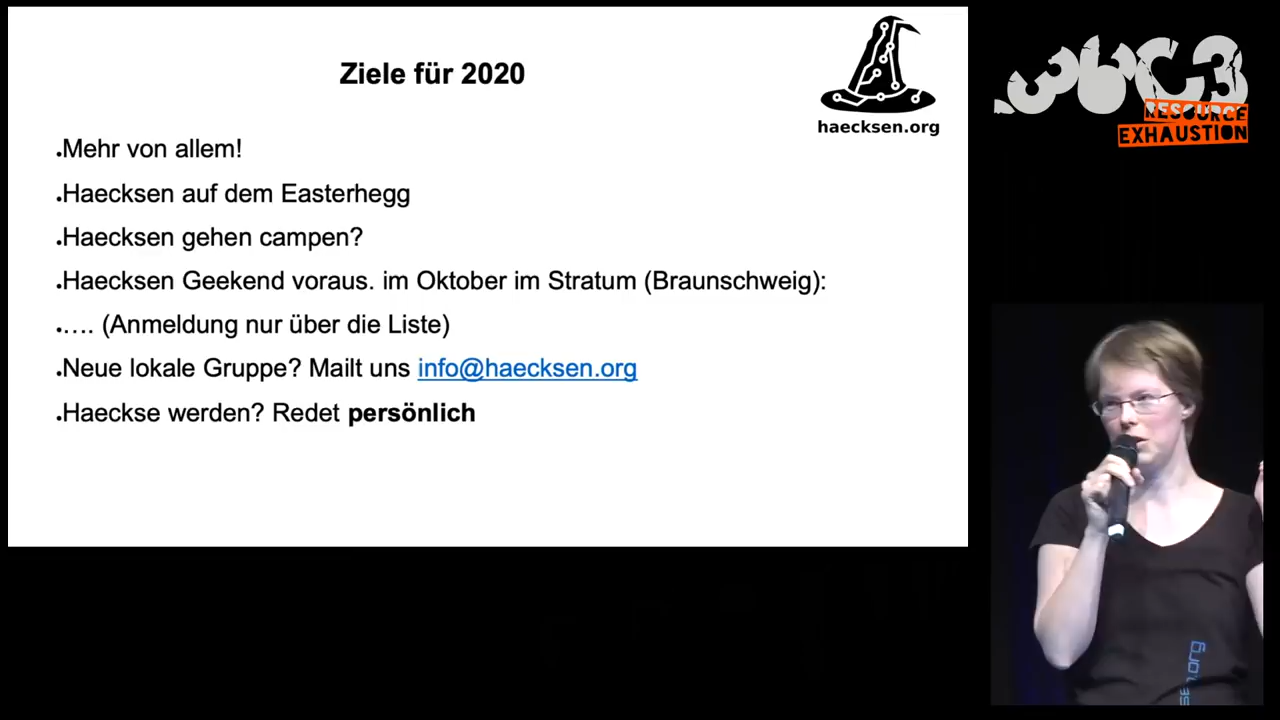 Ziele für 2020
haecksen.org
.Mehr von allem!
.Haecksen auf dem Easterhegg
.Haecksen gehen campen?
.Haecksen Geekend voraus. im Oktober im Stratum (Braunschweig):
..... (Anmeldung nur über die Liste)
.Neue lokale Gruppe? Mailt uns info@haecksen.org
.Haeckse werden? Redet persönlich
36C3
RESOURCE
EXHAUSTION
sen.org